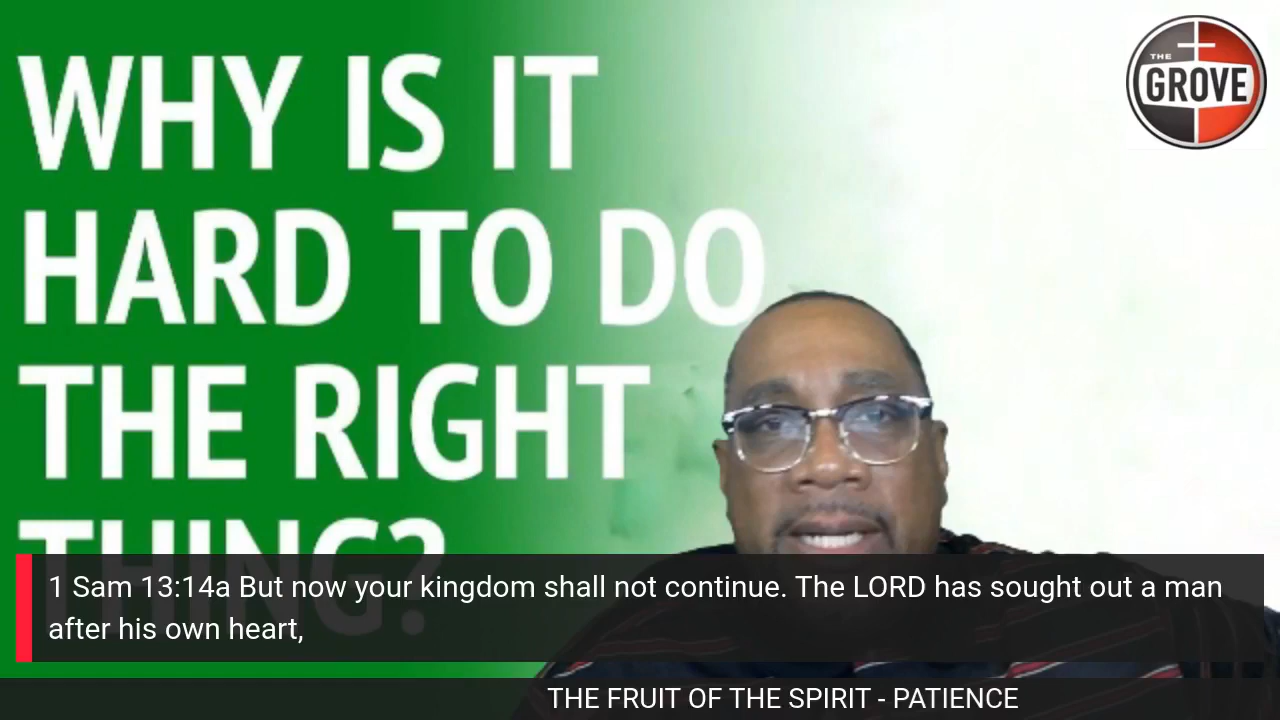 WHY IS IT
HARD TO DO
THE RIGHT
THING?
THE
GROVE
1 Sam 13:14a But now your kingdom shall not continue. The LORD has sought out a man
after his own heart,
THE FRUIT OF THE SPIRIT - PATIENCE